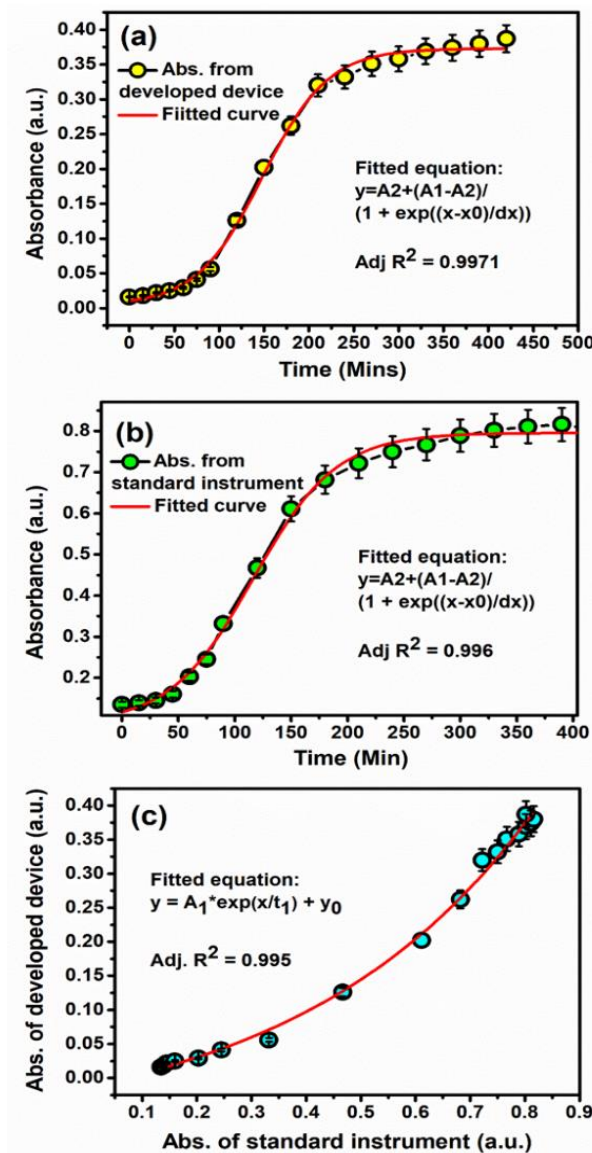 (a)
Abs. from
developed device
Fiitted curve
Fitted equation:
y=A2+(A1-A2)/
(1 + exp((x-x0)/dx))
Adj R² = 0.9971
Absorbance (a.u.)
0.40
0.35
0.30
0.25
0.20
0.15
0.10
0.05
0.00
0 50 100 150 200 250 300 350 400 450 500
Time (Mins)
(b)
Abs. from
standard instrument
Fitted curve
Fitted equation:
y=A2+(A1-A2)/
(1 + exp((x-x0)/dx))
Adj R² = 0.996
Absorbance (a.u.)
0.8
0.7
0.6
0.5
0.4
0.3
0.2
0 50 100 150 200 250 300 350 400
Time (Min)
(c)
Fitted equation:
y = A₁*exp(x/t₁) + y₀
Adj. R² = 0.995
Abs. of developed device (a.u.)
0.40
0.35
0.30
0.25
0.20
0.15
0.10
0.05
0.00
0.1 0.2 0.3 0.4 0.5 0.6 0.7 0.8 0.9
Abs. of standard instrument (a.u.)